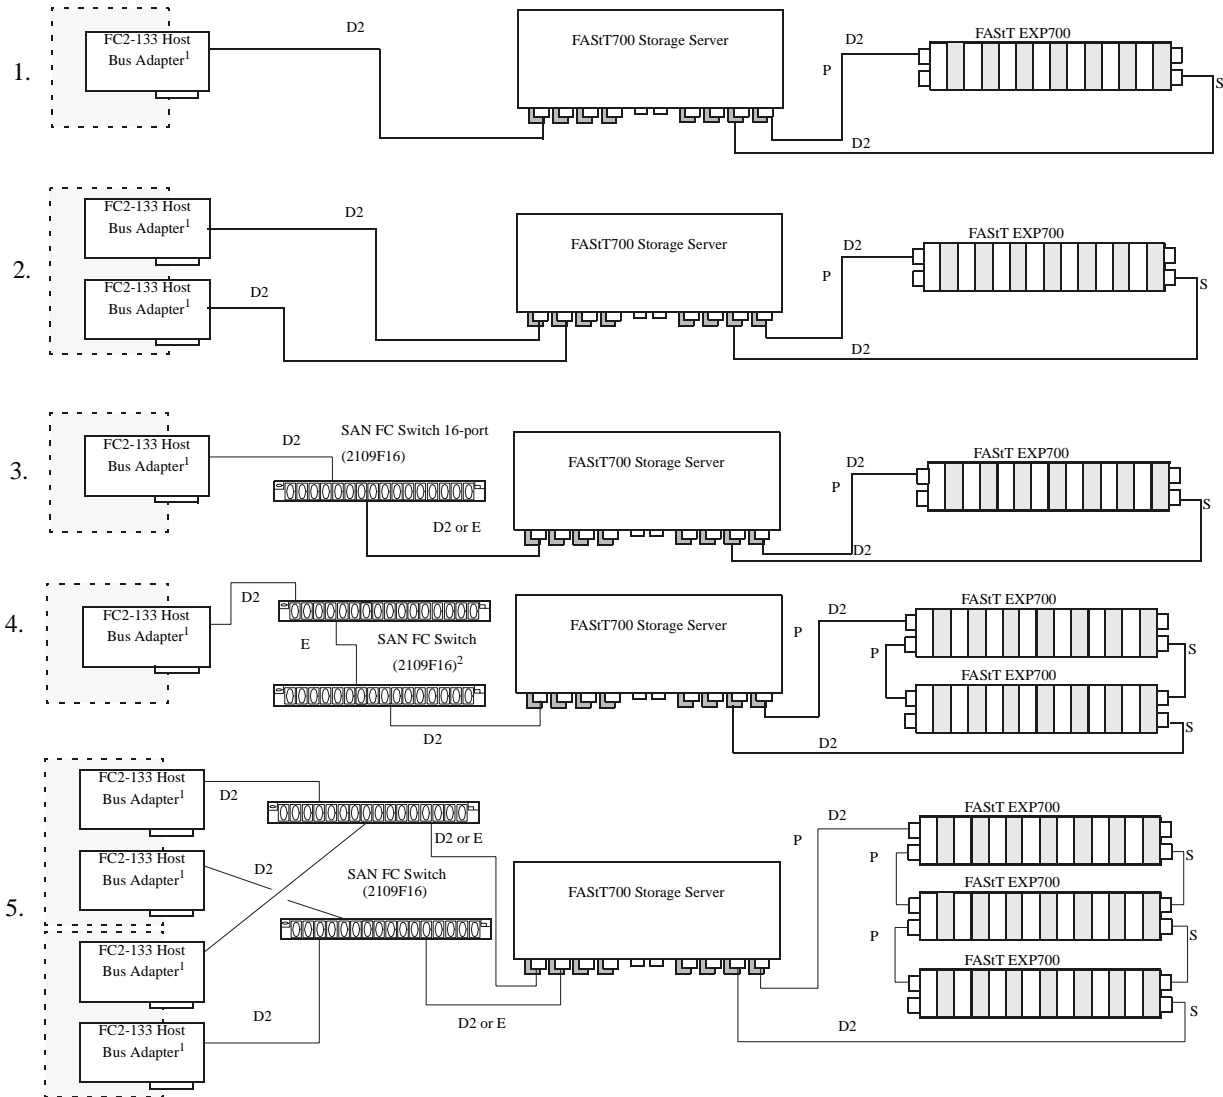 1.
FC2-133 Host
Bus Adapter1
D2
FAStT700 Storage Server
D2
P
FAStT EXP700
S
D2
2.
FC2-133 Host
Bus Adapter1
FC2-133 Host
Bus Adapter1
D2
D2
FAStT700 Storage Server
D2
P
FAStT EXP700
S
D2
3.
FC2-133 Host
Bus Adapter1
D2
SAN FC Switch 16-port
(2109F16)
D2 or E
FAStT700 Storage Server
D2
P
FAStT EXP700
S
D2
4.
FC2-133 Host
Bus Adapter1
D2
E
SAN FC Switch
(2109F16)2
D2
FAStT700 Storage Server
D2
P
FAStT EXP700
P
S
FAStT EXP700
S
D2
5.
FC2-133 Host
Bus Adapter1
D2
FC2-133 Host
Bus Adapter1
D2
D2 or E
SAN FC Switch
(2109F16)
FC2-133 Host
Bus Adapter1
FC2-133 Host
Bus Adapter1
D2
D2 or E
FAStT700 Storage Server
D2
P
FAStT EXP700
P
S
FAStT EXP700
P
S
FAStT EXP700
S
D2